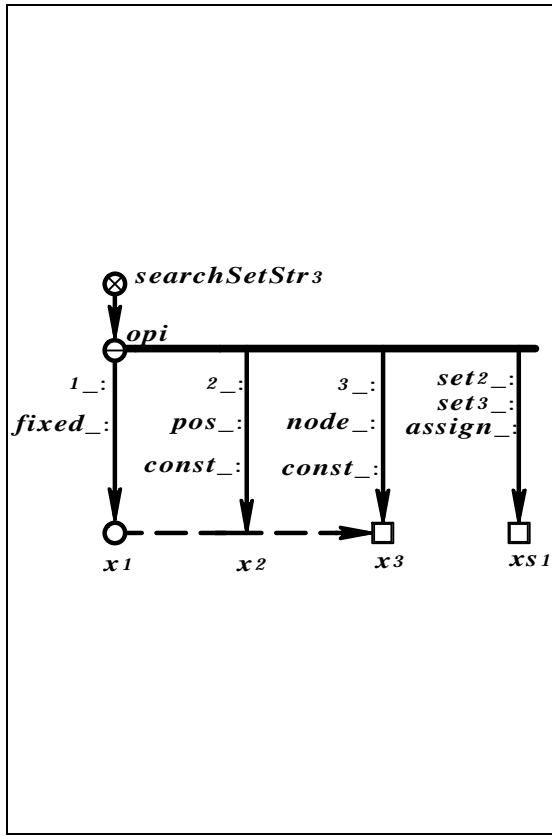 searchSetStr3
opi
1_: 2_: 3_: set2_:
set3_:
fixed_: pos_: node_: assign_:
const_: const_:
x1 x2 x3 xs1